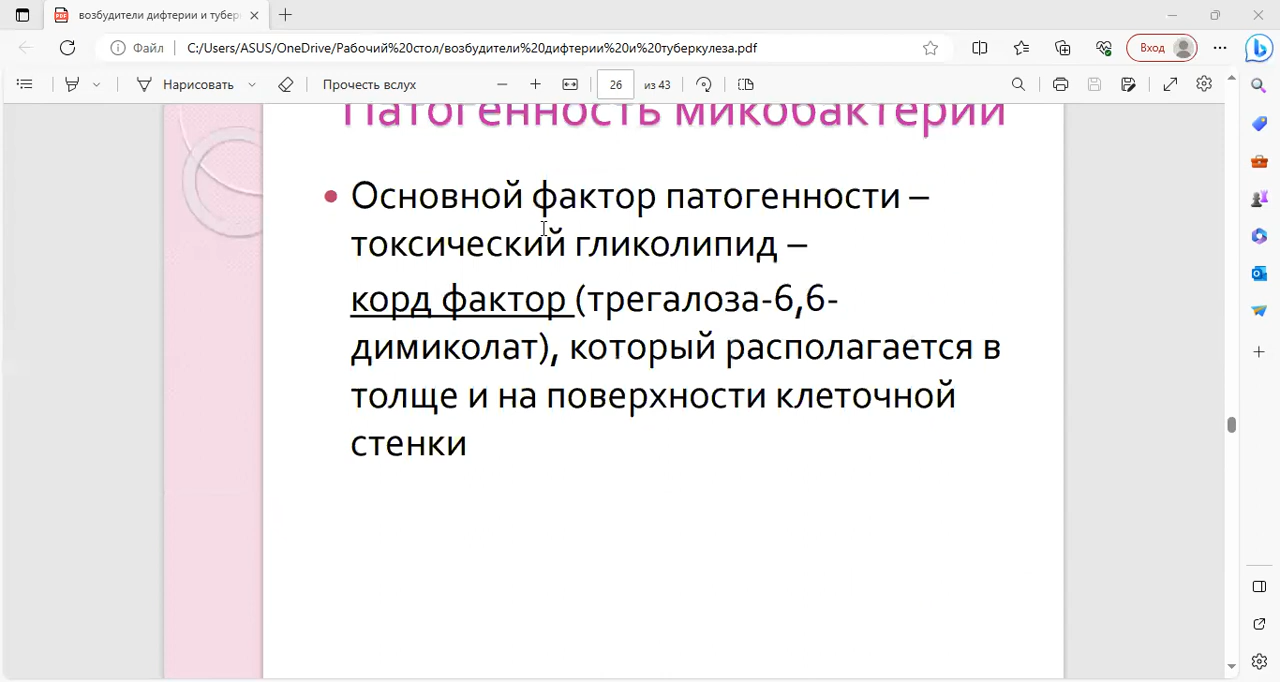 возбудители дифтерии и тубер
Файл
C:/Users/ASUS/OneDrive/Рабочий%20стол/возбудители%20дифтерии%20и%20туберкулеза.pdf
Вход
Нарисовать
Прочесть вслух
26
из 43
Патогенность микобактерий
Основной фактор патогенности –
токсический гликолипид –
корд фактор (трегалоза-6,6-
димиколат), который располагается в
толще и на поверхности клеточной
стенки